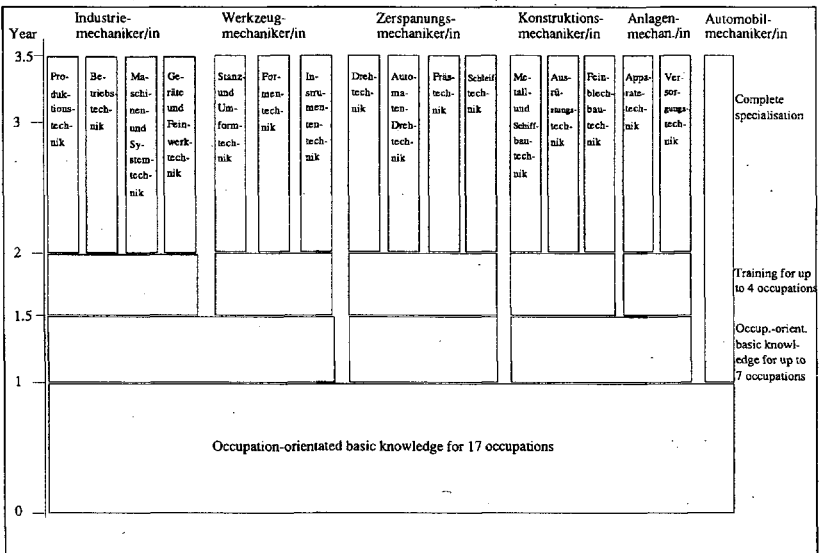 Industrie-
mechaniker/in
Werkzeug-
mechaniker/in
Zerspanungs-
mechaniker/in
Konstruktions-
mechaniker/in
Anlagen-
mechan./in
Automobil-
mechaniker/in
Year
3.5
3
2
1.5
1
0
Pro-
duk-
tions-
tech-
nik
Be-
triebs-
tech-
nik
Ma-
schi-
nen-
und
Sy-
stem-
tech-
nik
Ge-
räte
und
Fein-
werk-
tech-
nik
Stanz-
und
Um-
form-
tech-
nik
For-
men-
tech-
nik
In-
stru-
men-
ten-
tech-
nik
Dreh-
tech-
nik
Auto-
ma-
ten-
Dreh-
tech-
nik
Fräs-
tech-
nik
Schleif-
tech-
nik
Me-
tall-
und
Schiff-
bau-
tech-
nik
Aus-
rü-
stungs-
tech-
nik
Fein-
blech-
bau-
tech-
nik
Appa-
rate-
tech-
nik
Ver-
sor-
gungs-
tech-
nik
Complete
specialisation
Training for up
to 4 occupations
Occup.-orient.
basic knowl-
edge for up to
7 occupations
Occupation-orientated basic knowledge for 17 occupations